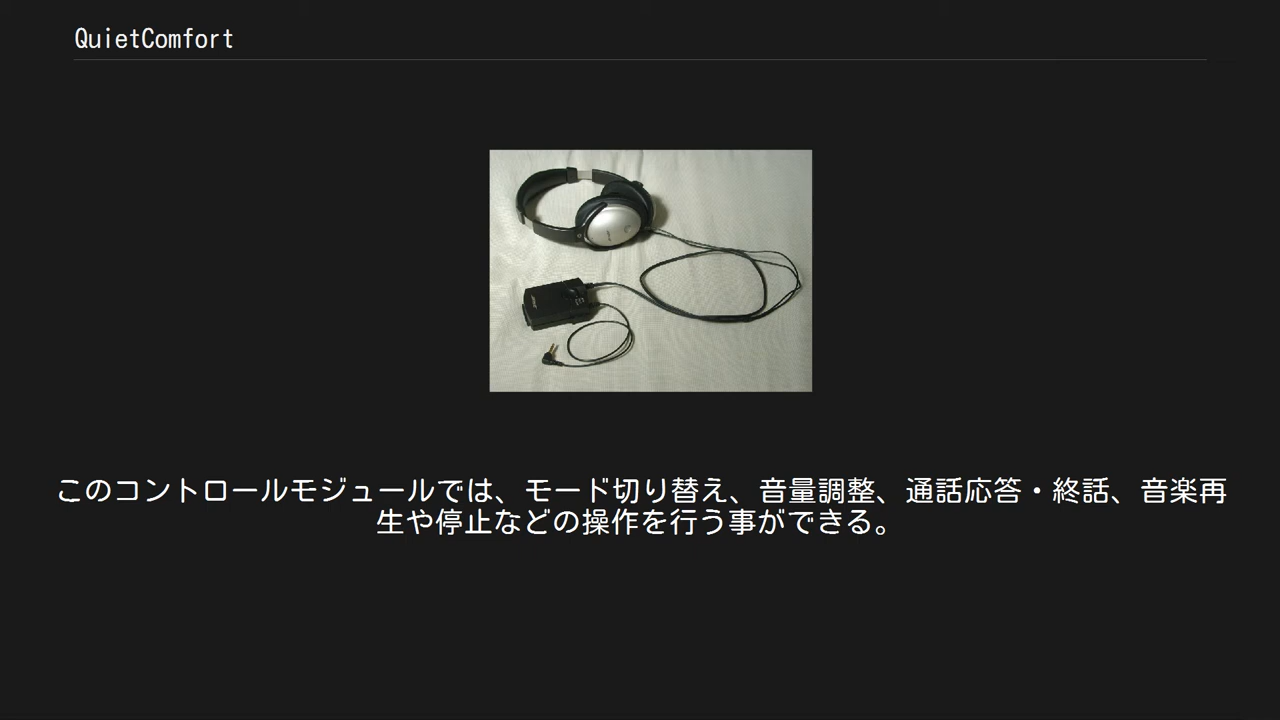 QuietComfort
このコントロールモジュールでは、モード切り替え、音量調整、通話応答・終話、音楽再
生や停止などの操作を行う事ができる。